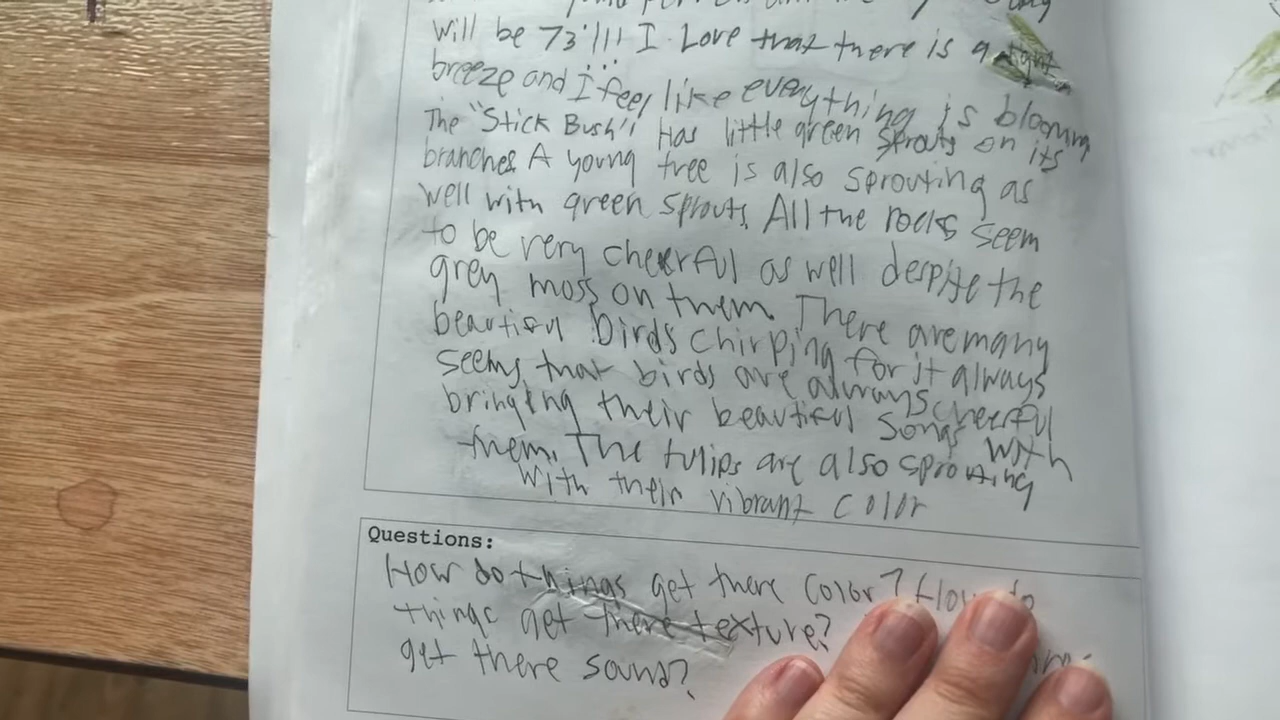 will be 73°!!! I Love that there is a light
breeze and I feel like everything is blooming
The "Stick Bush" Has little green sprouts on its
branches. A young tree is also sprouting as
well with green sprouts. All the rocks seem
to be very cheerful as well despite the
grey moss on them. There are many
beautiful birds chirping for it always
seems that birds are always cheerful
bringing their beautiful songs with
them. The tulips are also sprouting
with their vibrant color
Questions:
How do things get there color? How do
things get there texture?
get there sound?